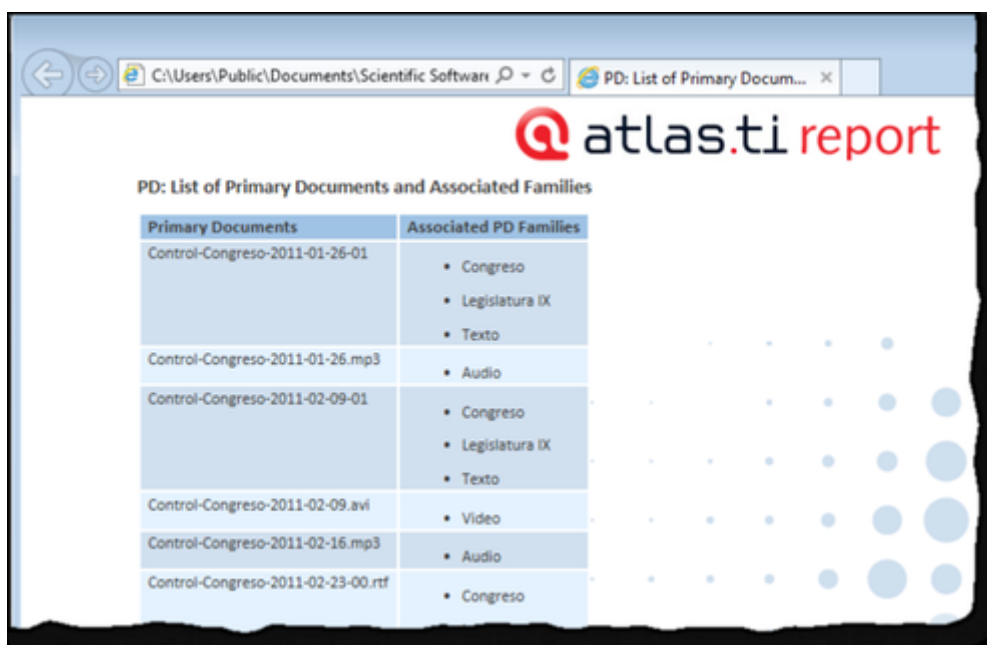 C:\Users\Public\Documents\Scientific Software
PD: List of Primary Docum...
atlas.ti report
PD: List of Primary Documents and Associated Families
Primary Documents Associated PD Families
Control-Congreso-2011-01-26-01
• Congreso
• Legislatura IX
• Texto
Control-Congreso-2011-01-26.mp3
• Audio
Control-Congreso-2011-02-09-01
• Congreso
• Legislatura IX
• Texto
Control-Congreso-2011-02-09.avi
• Video
Control-Congreso-2011-02-16.mp3
• Audio
Control-Congreso-2011-02-23-00.rtf
• Congreso